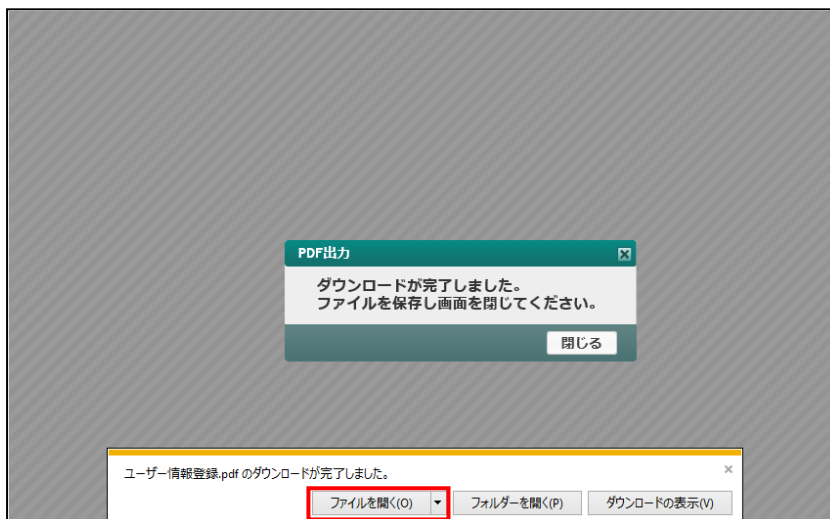 PDF出力
ダウンロードが完了しました。
ファイルを保存し画面を閉じてください。
閉じる
ユーザー情報登録.pdf のダウンロードが完了しました。
ファイルを開く(O) フォルダーを開く(P) ダウンロードの表示(V)